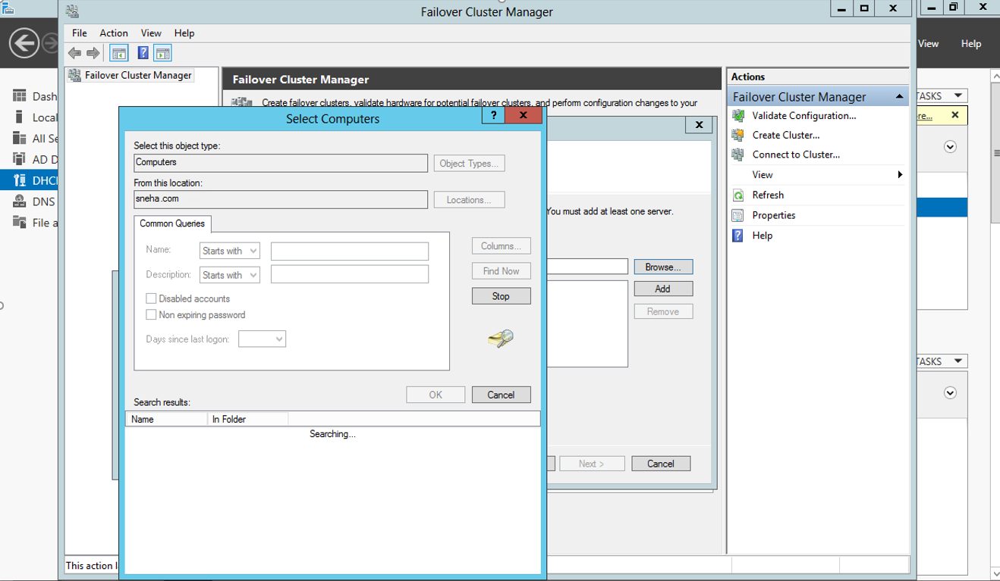 Failover Cluster Manager
File Action View Help
View Help
Failover Cluster Manager
Failover Cluster Manager
Create failover clusters, validate hardware for potential failover clusters, and perform configuration changes to your
Actions
Failover Cluster Manager
Validate Configuration...
Create Cluster...
Connect to Cluster...
View
Refresh
Properties
Help
Dash
Local
All Se
AD D
DHCP
DNS
File a
TASKS
re...
TASKS
Select Computers
?
Select this object type:
Computers
Object Types...
From this location:
sneha .com
Locations...
Common Queries
Name: Starts with
Description: Starts with
Disabled accounts
Non expiring password
Days since last logon:
Columns...
Find Now
Stop
OK Cancel
Search results:
Name In Folder
Searching...
You must add at least one server.
Browse...
Add
Remove
Next > Cancel
This action